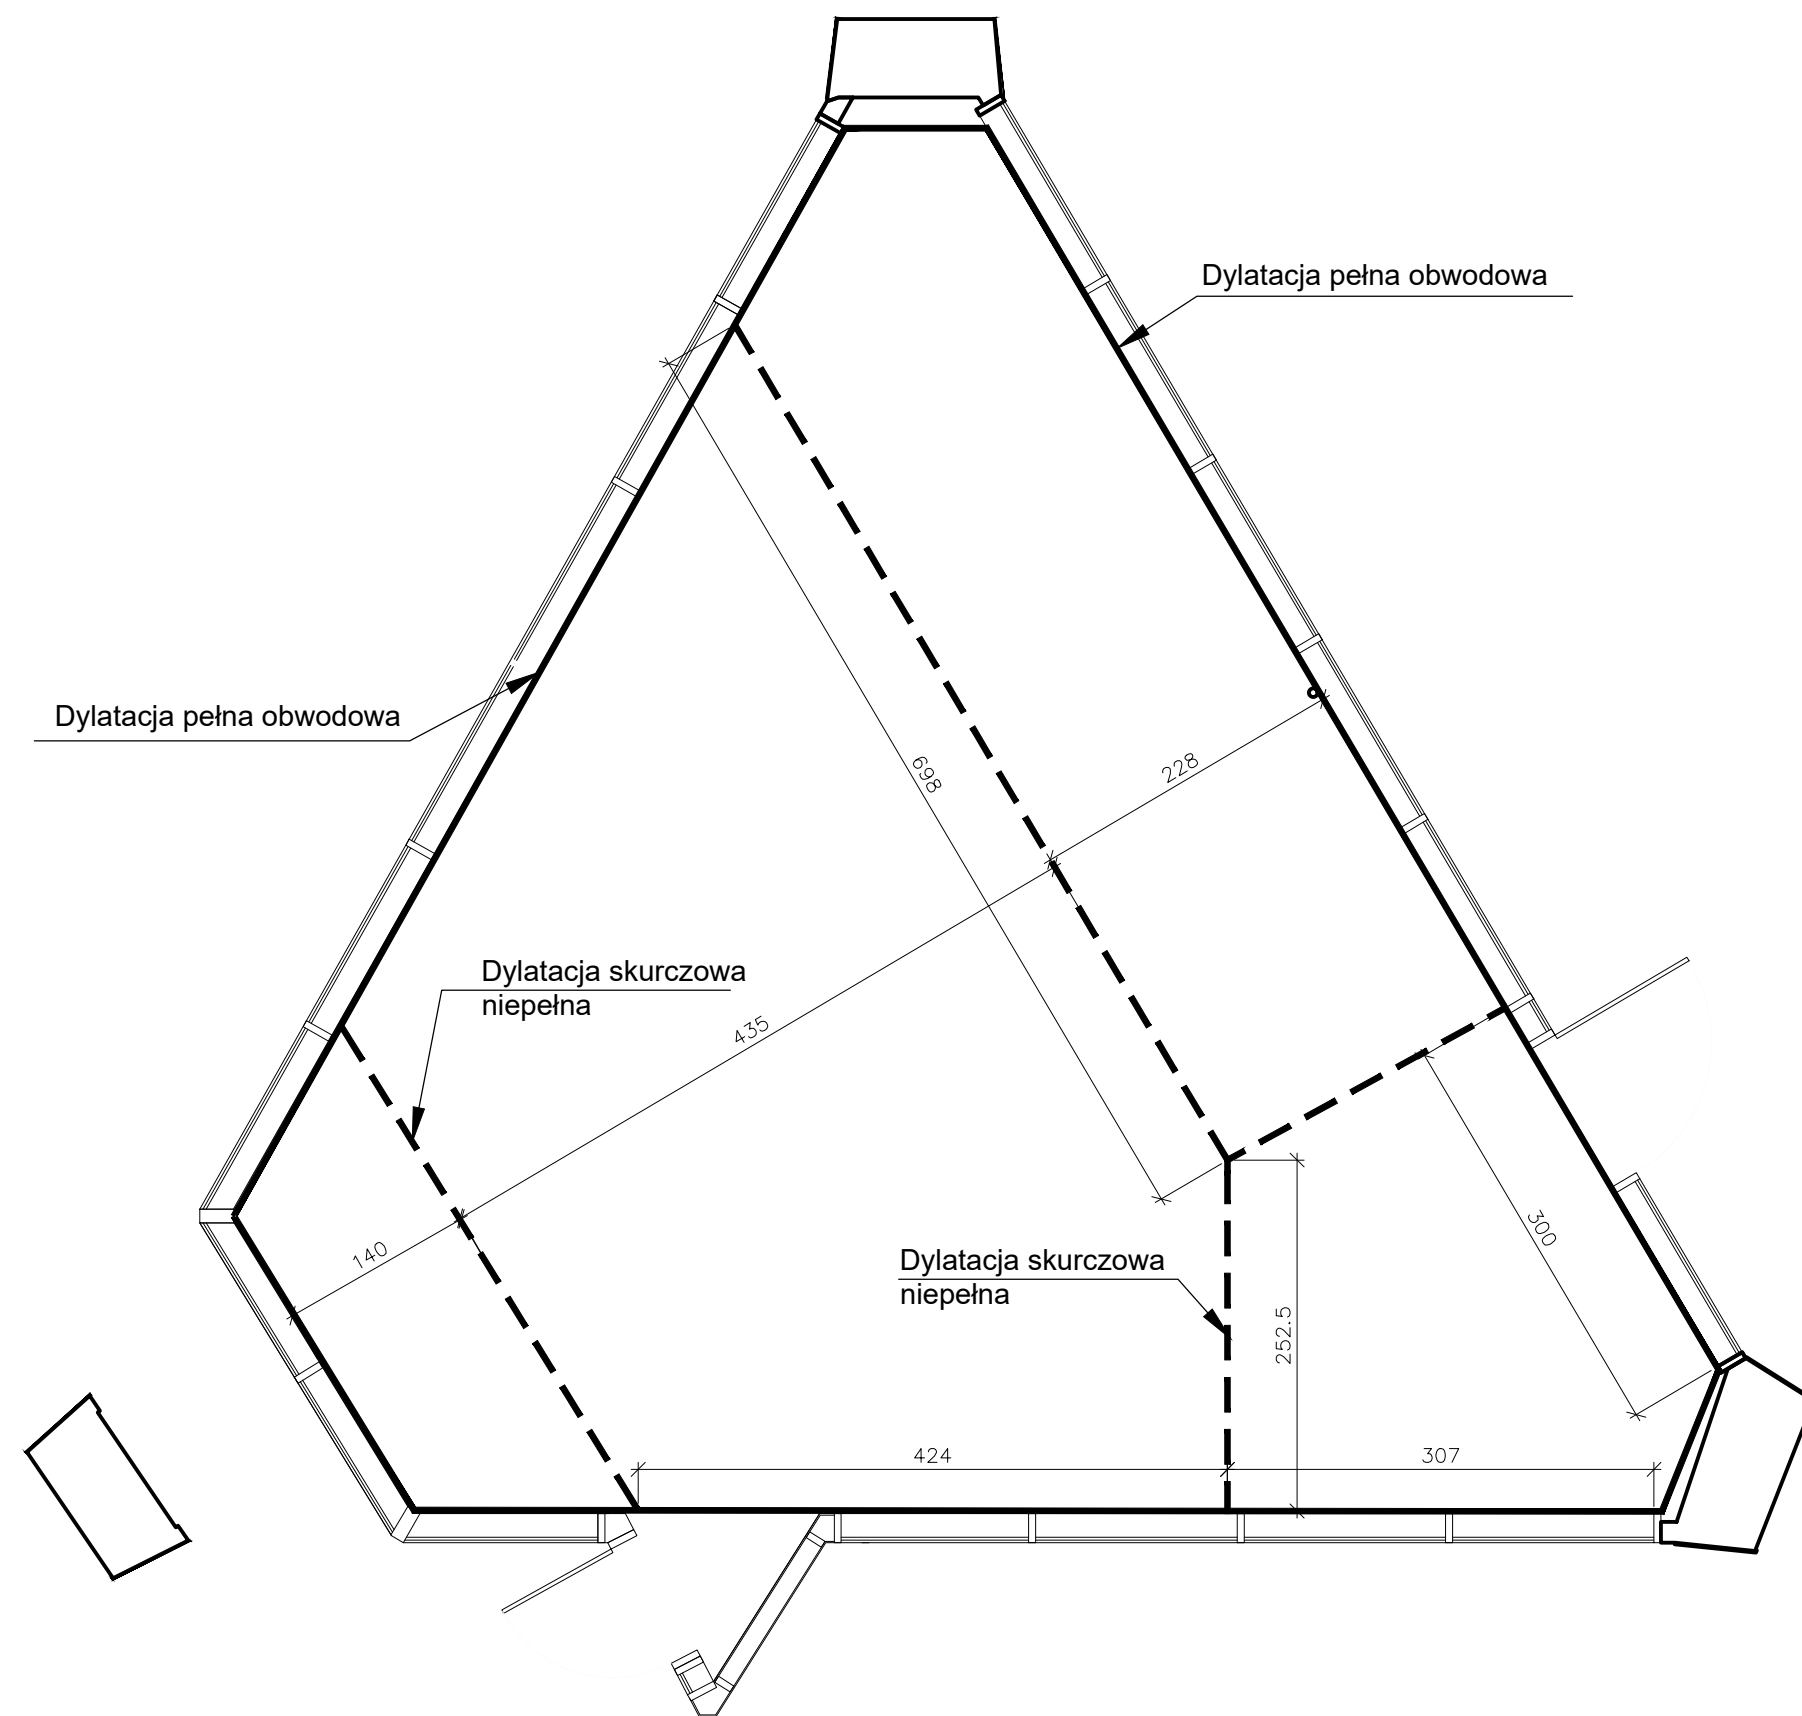 Dylatacja pełna obwodowa
Dylatacja pełna obwodowa
698
228
Dylatacja skurczowa
niepełna
435
140
Dylatacja skurczowa
niepełna
300
252.5
424
307